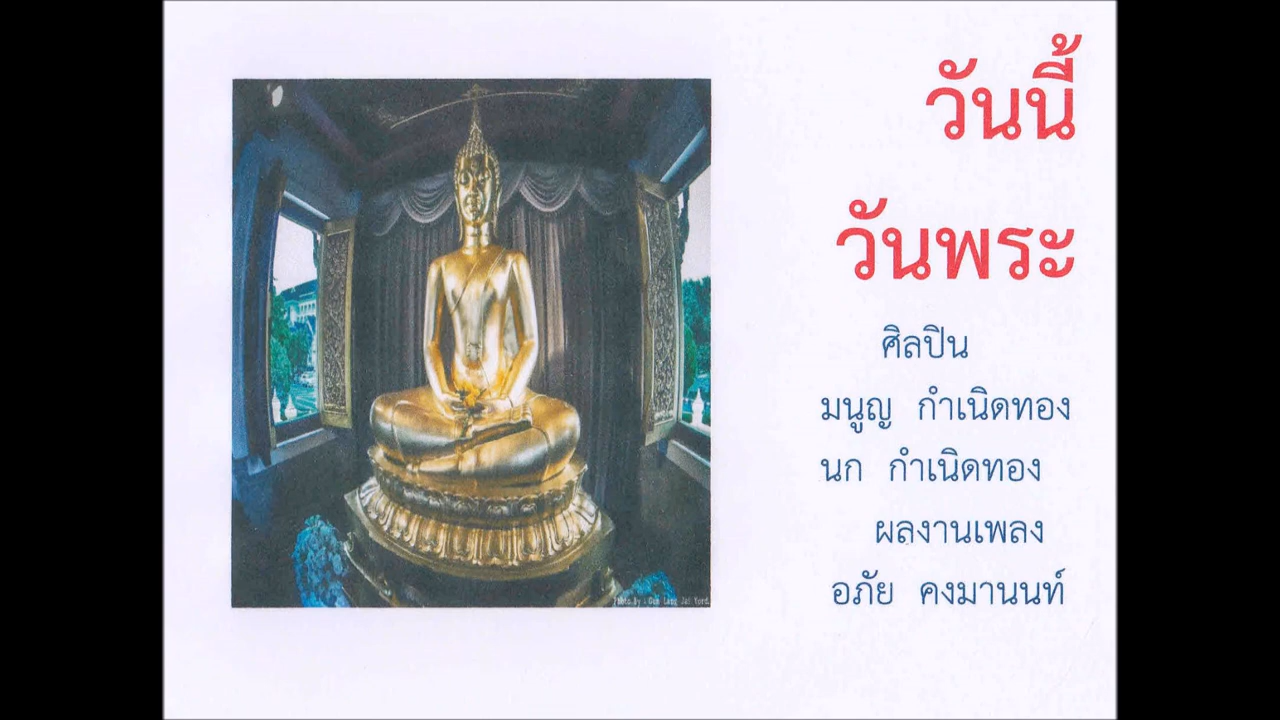 วันนี้
วันพระ
ศิลปิน
มนูญ กำเนิดทอง
นก กำเนิดทอง
ผลงานเพลง
อภัย คงมานนท์